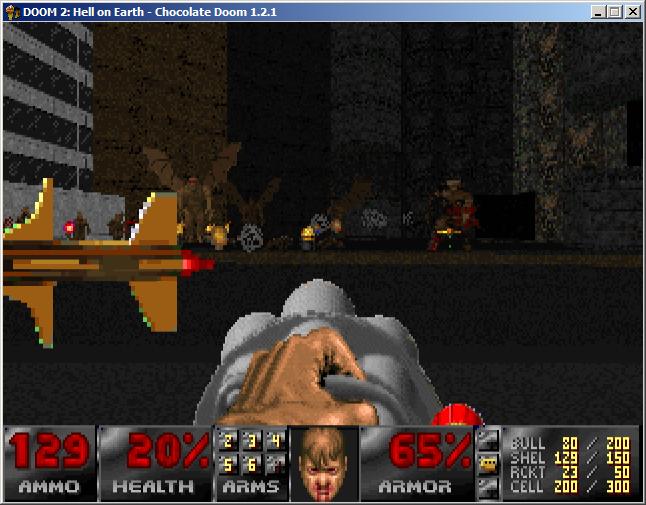 DOOM 2: Hell on Earth - Chocolate Doom 1.2.1
129 20% 2 3 4 65% BULL 80 / 200
SHEL 129 / 150
5 6 RCKT 23 / 50
AMMO HEALTH ARMS ARMOR CELL 200 / 300